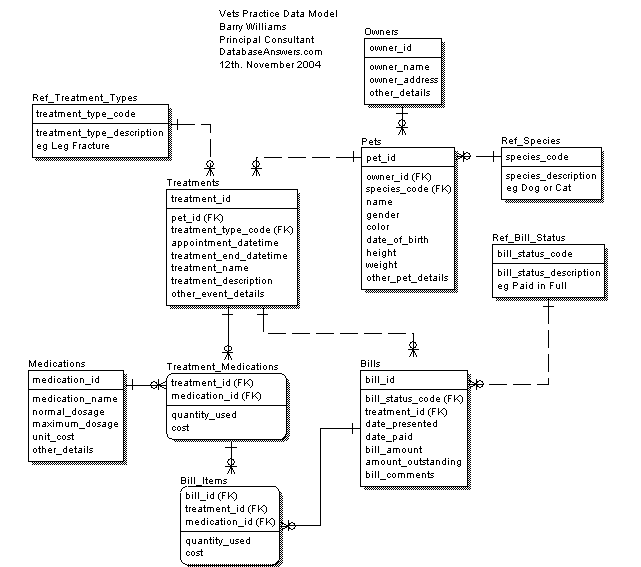 Vets Practice Data Model
Barry Williams
Principal Consultant
DatabaseAnswers.com
12th. November 2004
Owners
owner_id
owner_name
owner_address
other_details
Ref_Treatment_Types
treatment_type_code
treatment_type_description
eg Leg Fracture
Pets
pet_id
owner_id (FK)
species_code (FK)
name
gender
color
date_of_birth
height
weight
other_pet_details
Ref_Species
species_code
species_description
eg Dog or Cat
Treatments
treatment_id
pet_id (FK)
treatment_type_code (FK)
appointment_datetime
treatment_end_datetime
treatment_name
treatment_description
other_event_details
Ref_Bill_Status
bill_status_code
bill_status_description
eg Paid in Full
Medications
medication_id
medication_name
normal_dosage
maximum_dosage
unit_cost
other_details
Treatment_Medications
treatment_id (FK)
medication_id (FK)
quantity_used
cost
Bills
bill_id
bill_status_code (FK)
treatment_id (FK)
date_presented
date_paid
bill_amount
amount_outstanding
bill_comments
Bill_Items
bill_id (FK)
treatment_id (FK)
medication_id (FK)
quantity_used
cost